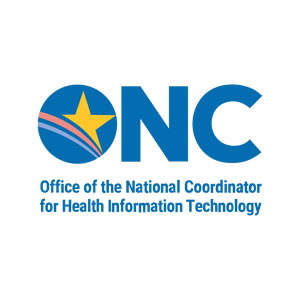 ONC
Office of the National Coordinator
for Health Information Technology